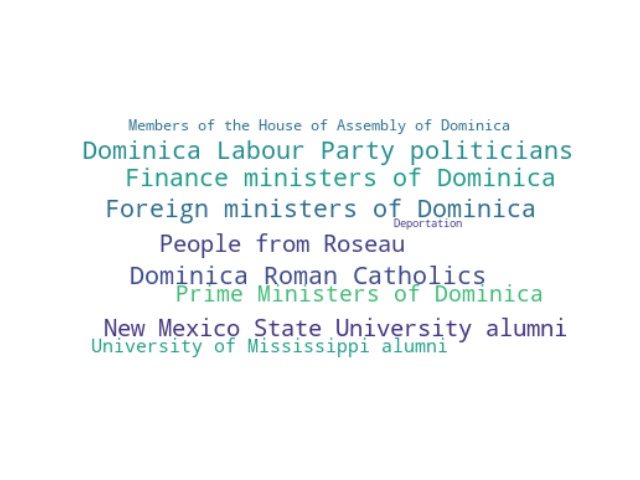 Members of the House of Assembly of Dominica
Dominica Labour Party politicians
Finance ministers of Dominica
Foreign ministers of Dominica
Deportation
People from Roseau
Dominica Roman Catholics
Prime Ministers of Dominica
New Mexico State University alumni
University of Mississippi alumni